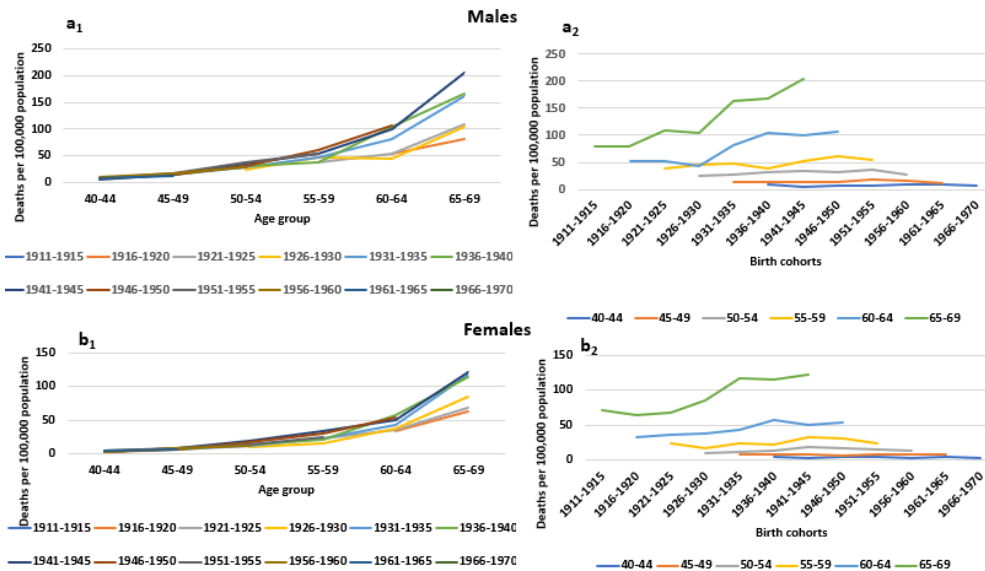 Males
a1
Deaths per 100,000 population
250
200
150
100
50
0
40-44 45-49 50-54 55-59 60-64 65-69
Age group
1911-1915 1916-1920 1921-1925 1926-1930 1931-1935 1936-1940
1941-1945 1946-1950 1951-1955 1956-1960 1961-1965 1966-1970
a2
Deaths per 100,000 population
250
200
150
100
50
0
1911-1915 1916-1920 1921-1925 1926-1930 1931-1935 1936-1940 1941-1945 1946-1950 1951-1955 1956-1960 1961-1965 1966-1970
Birth cohorts
40-44 45-49 50-54 55-59 60-64 65-69
Females
b1
Deaths per 100,000 population
150
100
50
0
40-44 45-49 50-54 55-59 60-64 65-69
Age group
1911-1915 1916-1920 1921-1925 1926-1930 1931-1935 1936-1940
1941-1945 1946-1950 1951-1955 1956-1960 1961-1965 1966-1970
b2
Deaths per 100,000 population
150
100
50
0
1911-1915 1916-1920 1921-1925 1926-1930 1931-1935 1936-1940 1941-1945 1946-1950 1951-1955 1956-1960 1961-1965 1966-1970
Birth cohorts
40-44 45-49 50-54 55-59 60-64 65-69